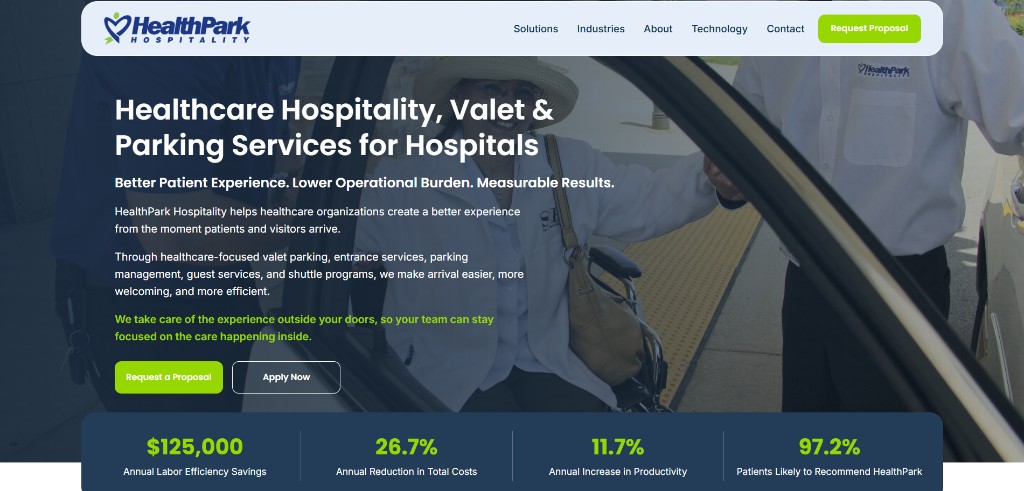 HealthPark
HOSPITALITY
Solutions Industries About Technology Contact Request Proposal
HealthPark
Healthcare Hospitality, Valet &
Parking Services for Hospitals
Better Patient Experience. Lower Operational Burden. Measurable Results.
HealthPark Hospitality helps healthcare organizations create a better experience
from the moment patients and visitors arrive.
Through healthcare-focused valet parking, entrance services, parking
management, guest services, and shuttle programs, we make arrival easier, more
welcoming, and more efficient.
We take care of the experience outside your doors, so your team can stay
focused on the care happening inside.
Request a Proposal Apply Now
$125,000 26.7% 11.7% 97.2%
Annual Labor Efficiency Savings Annual Reduction in Total Costs Annual Increase in Productivity Patients Likely to Recommend HealthPark